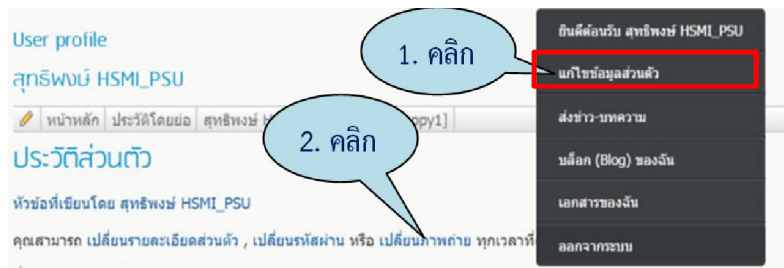 User profile
สุทธิพงษ์ HSMI_PSU
หน้าหลัก ประวัติโดยย่อ สุทธิพงษ์ opy1]
ประวัติส่วนตัว
หัวข้อที่เขียนโดย สุทธิพงษ์ HSMI_PSU
คุณสามารถ เปลี่ยนรายละเอียดส่วนตัว , เปลี่ยนรหัสผ่าน หรือ เปลี่ยนภาพถ่าย ทุกเวลาที่
1. คลิก
2. คลิก
ยินดีต้อนรับ สุทธิพงษ์ HSMI_PSU
แก้ไขข้อมูลส่วนตัว
ส่งข่าว-บทความ
บล็อก (Blog) ของฉัน
เอกสารของฉัน
ออกจากระบบ